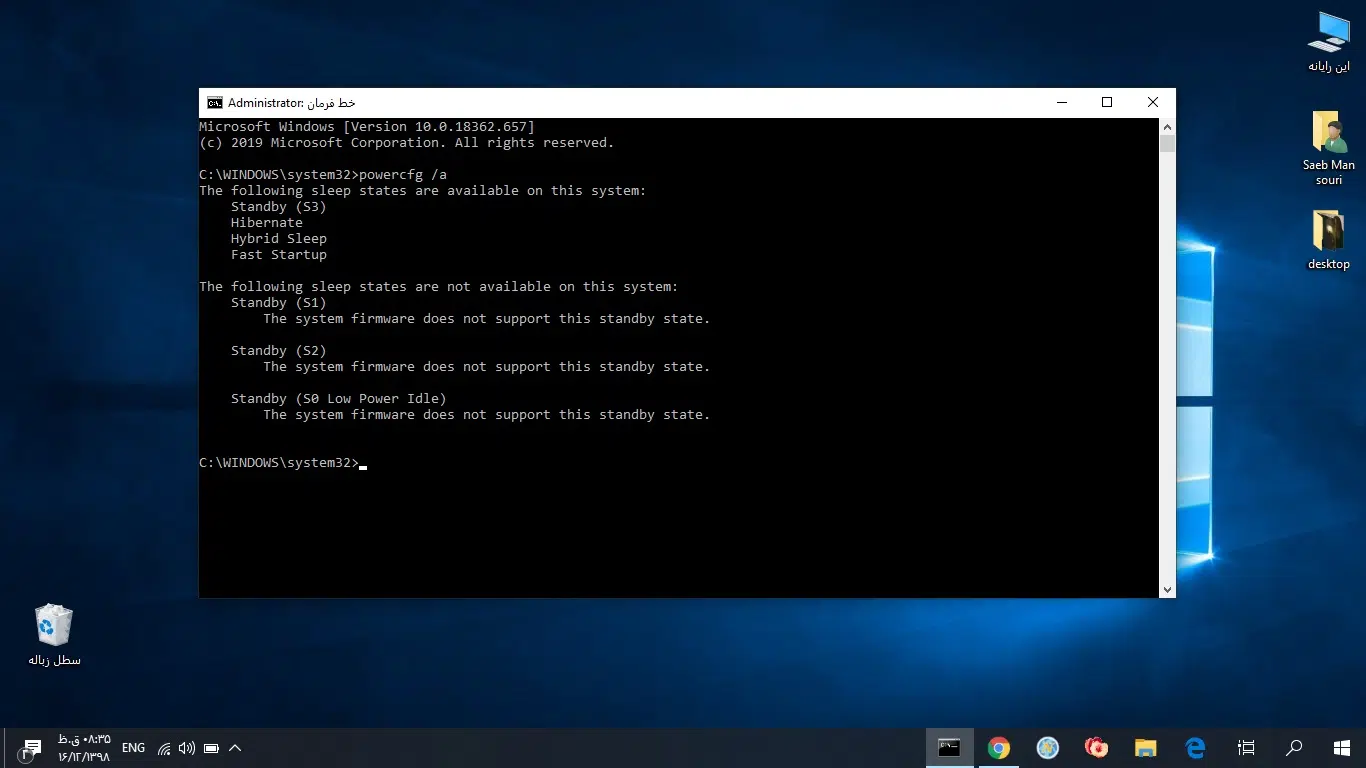 این رایانه
Saeb Man
souri
desktop
Administrator: خط فرمان
Microsoft Windows [Version 10.0.18362.657]
(c) 2019 Microsoft Corporation. All rights reserved.
C:\WINDOWS\system32>powercfg /a
The following sleep states are available on this system:
Standby (S3)
Hibernate
Hybrid Sleep
Fast Startup
The following sleep states are not available on this system:
Standby (S1)
The system firmware does not support this standby state.
Standby (S2)
The system firmware does not support this standby state.
Standby (S0 Low Power Idle)
The system firmware does not support this standby state.
C:\WINDOWS\system32>
سطل زباله
۰۸:۳۵ ق.ظ
۱۶/۱۲/۱۳۹۸
ENG
۲